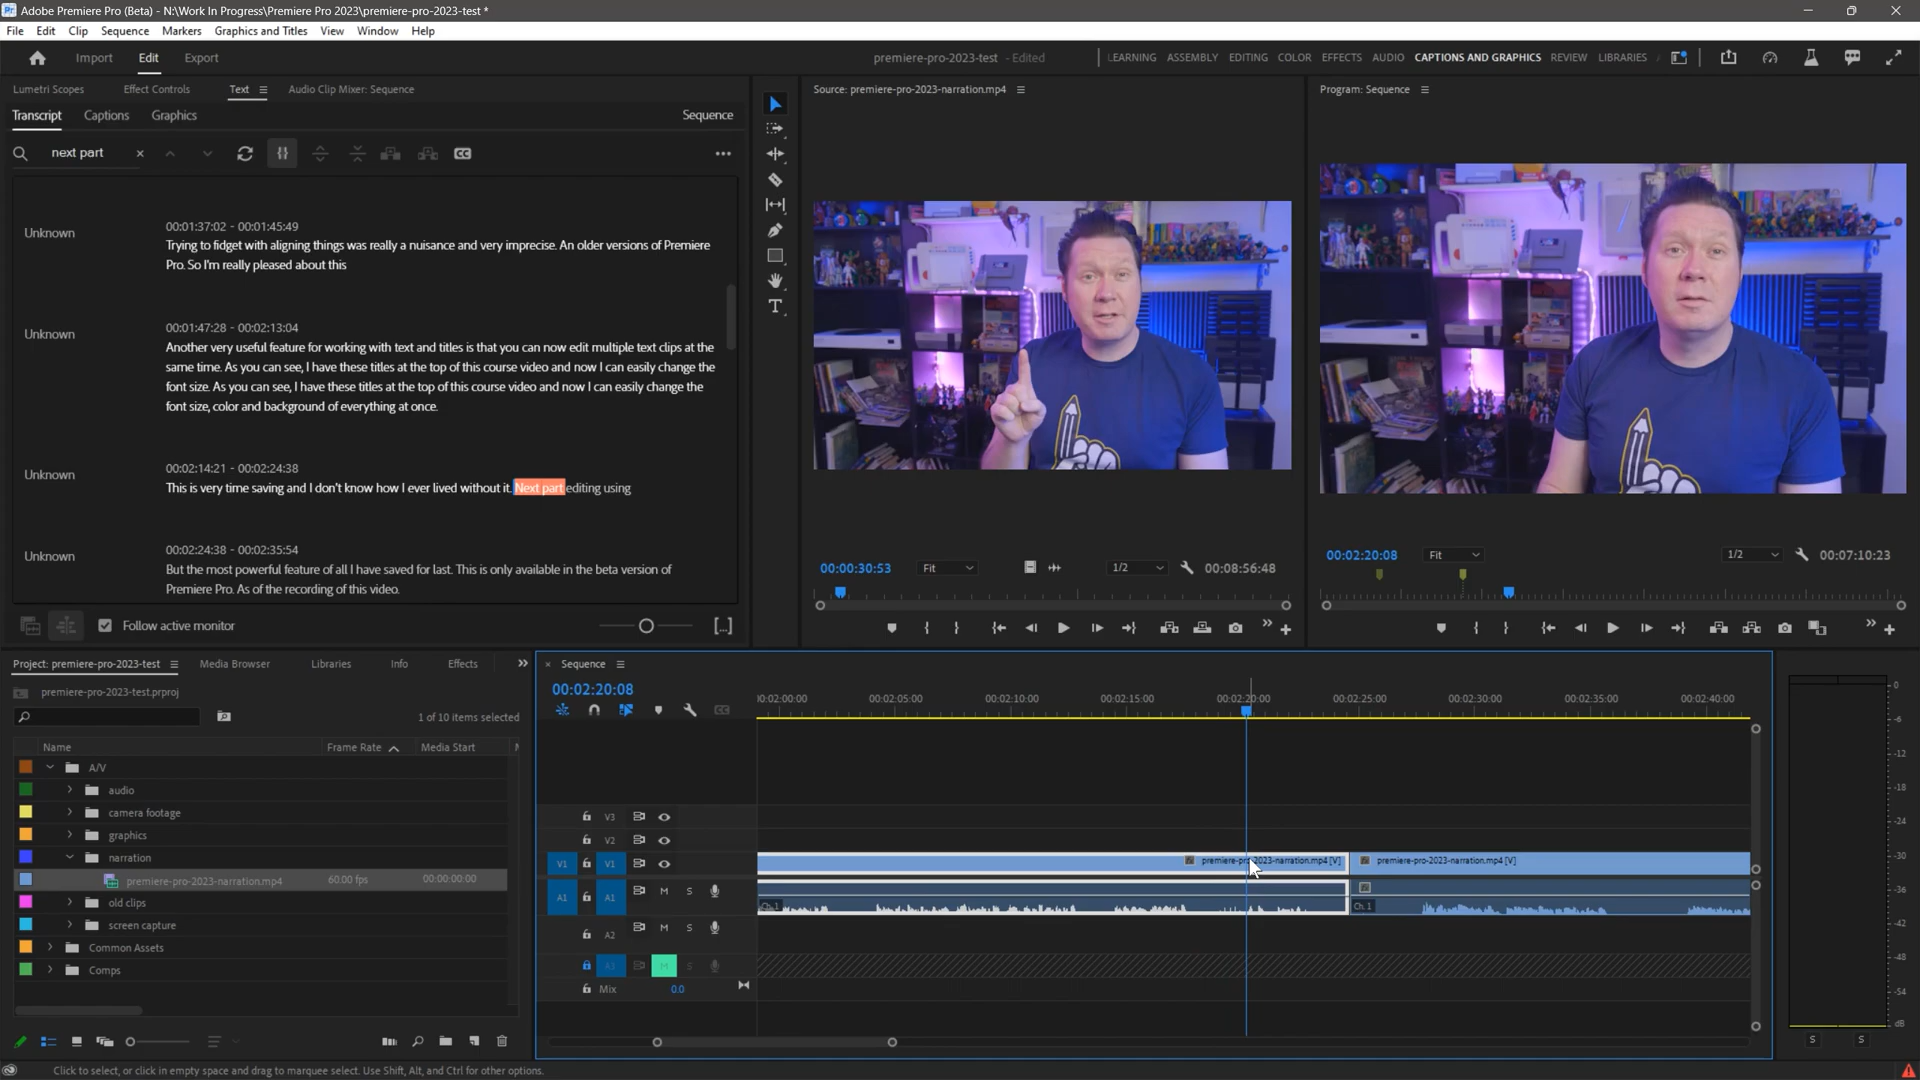 Adobe Premiere Pro (Beta) - N:\Work In Progress\Premiere Pro 2023\premiere-pro-2023-test *
File Edit Clip Sequence Markers Graphics and Titles View Window Help
Import Edit Export
premiere-pro-2023-test - Edited
LEARNING ASSEMBLY EDITING COLOR EFFECTS AUDIO CAPTIONS AND GRAPHICS REVIEW LIBRARIES
Lumetri Scopes Effect Controls Text Audio Clip Mixer: Sequence
Transcript Captions Graphics Sequence
next part
Unknown
00:01:37:02 - 00:01:45:49
Trying to fidget with aligning things was really a nuisance and very imprecise. An older versions of Premiere
Pro. So I'm really pleased about this
Unknown
00:01:47:28 - 00:02:13:04
Another very useful feature for working with text and titles is that you can now edit multiple text clips at the
same time. As you can see, I have these titles at the top of this course video and now I can easily change the
font size. As you can see, I have these titles at the top of this course video and now I can easily change the
font size, color and background of everything at once.
Unknown
00:02:14:21 - 00:02:24:38
This is very time saving and I don't know how I ever lived without it. Next part editing using
Unknown
00:02:24:38 - 00:02:35:54
But the most powerful feature of all I have saved for last. This is only available in the beta version of
Premiere Pro. As of the recording of this video.
Follow active monitor
Source: premiere-pro-2023-narration.mp4
00:00:30:53 Fit 1/2 00:08:56:48
Program: Sequence
00:02:20:08 Fit 1/2 00:07:10:23
Project: premiere-pro-2023-test Media Browser Libraries Info Effects
premiere-pro-2023-test.prproj
1 of 10 items selected
Name Frame Rate Media Start
A/V
audio
camera footage
graphics
narration
premiere-pro-2023-narration.mp4 60.00 fps 00:00:00:00
old clips
screen capture
Common Assets
Comps
Sequence
00:02:20:08
00:02:00:00 00:02:05:00 00:02:10:00 00:02:15:00 00:02:20:00 00:02:25:00 00:02:30:00 00:02:35:00 00:02:40:00
V3
V2
V1 V1 premiere-pro-2023-narration.mp4 [V] premiere-pro-2023-narration.mp4 [V]
A1 A1 M S
Ch. 1 Ch. 1
A2 M S
A3 M S
Mix 0.0
0
-6
-12
-18
-24
-30
-36
-42
-48
-54
dB
S S
Click to select, or click in empty space and drag to marquee select. Use Shift, Alt, and Ctrl for other options.